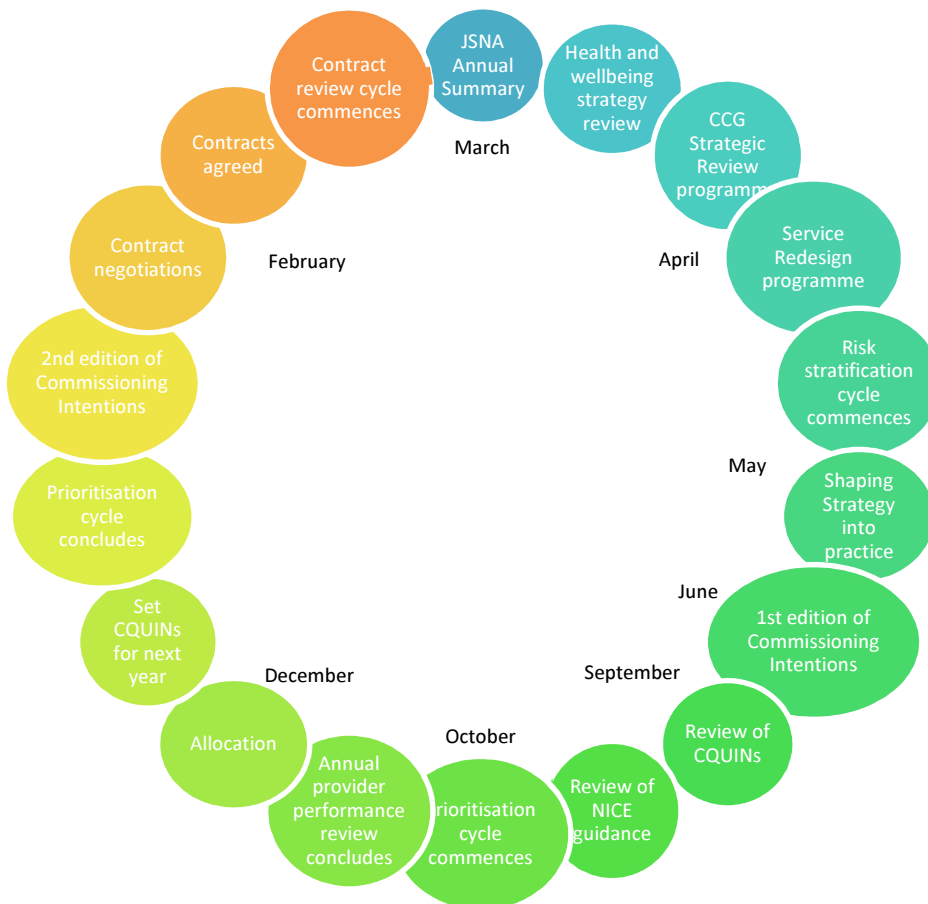 JSNA
Annual
Summary
Health and
wellbeing
strategy
review
CCG
Strategic
Review
programm
Service
Redesign
programme
Risk
stratification
cycle
commences
Shaping
Strategy
into
practice
1st edition of
Commissioning
Intentions
Review of
CQUINs
Review of
NICE
guidance
rioritisation
cycle
commences
Annual
provider
performance
review
concludes
Allocation
Set
CQUINs
for next
year
Prioritisation
cycle
concludes
2nd edition of
Commissioning
Intentions
Contract
negotiations
Contracts
agreed
Contract
review cycle
commences
March
April
May
June
September
October
December
February